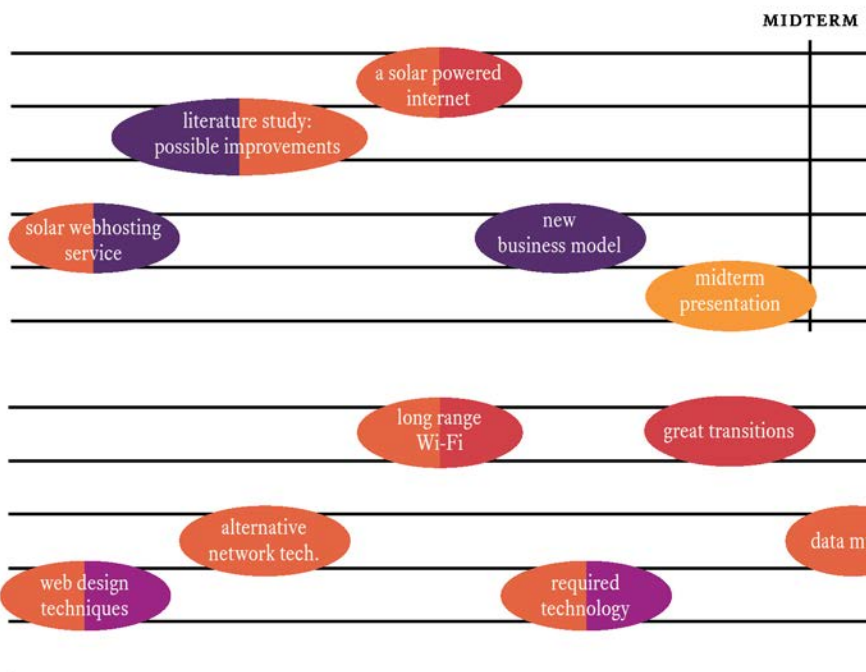 MIDTERM
a solar powered
internet
literature study:
possible improvements
solar webhosting
service
new
business model
midterm
presentation
long range
Wi-Fi
great transitions
alternative
network tech.
data m
web design
techniques
required
technology